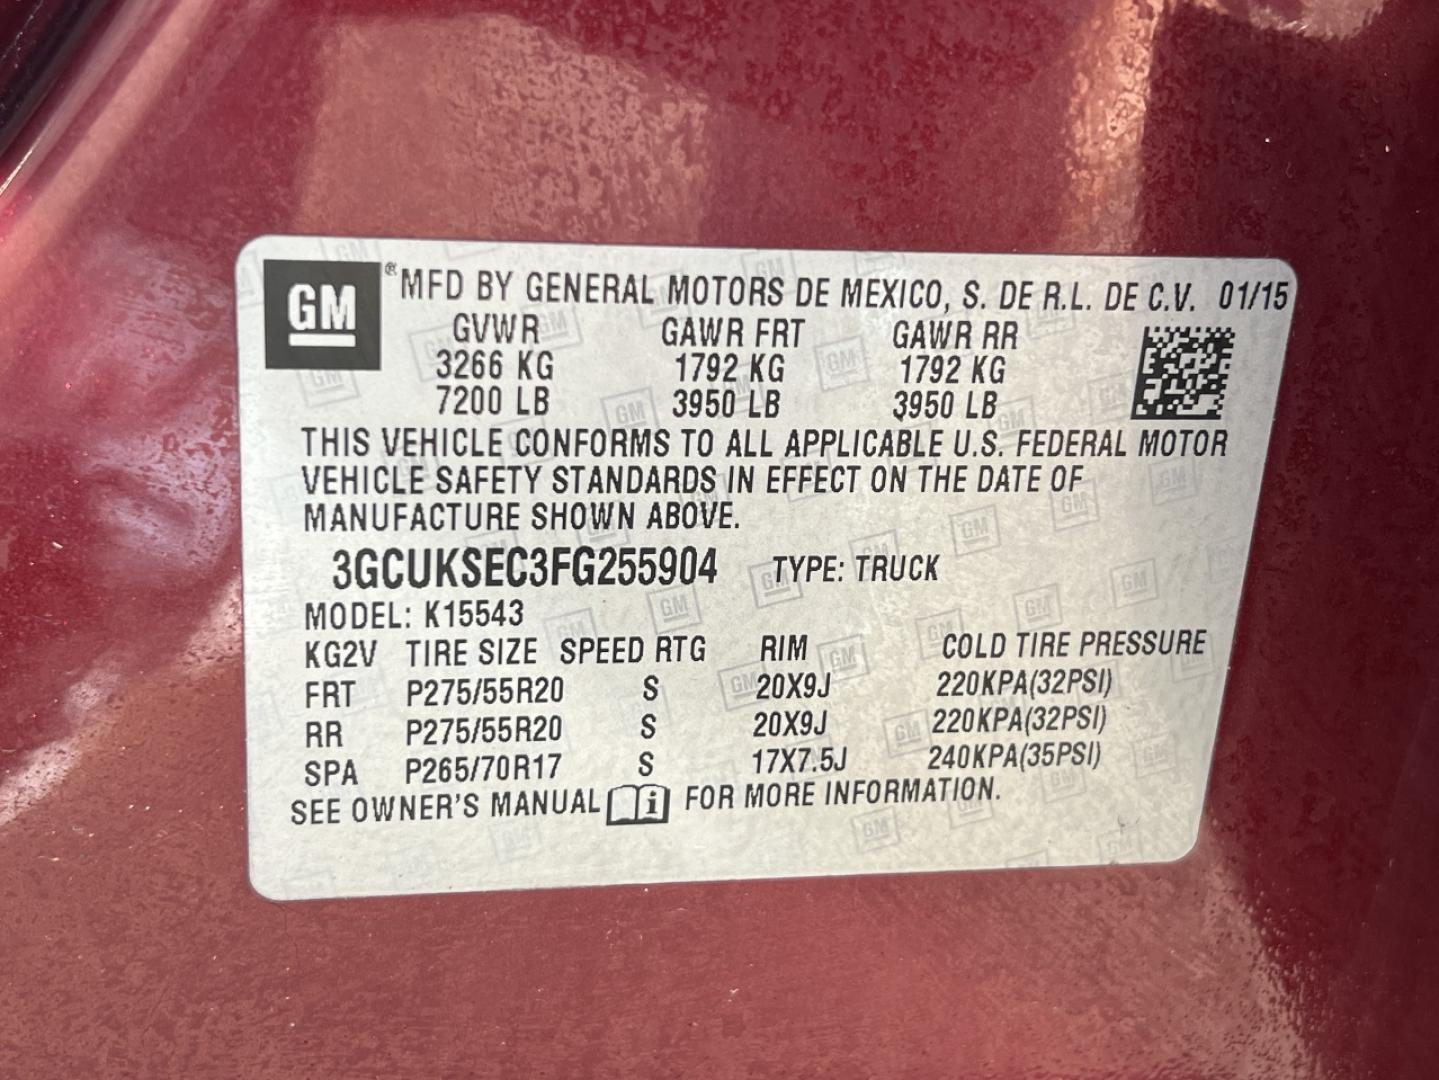 GM ® MFD BY GENERAL MOTORS DE MEXICO, S. DE R.L. DE C.V. 01/15
GVWR GAWR FRT GAWR RR
3266 KG 1792 KG 1792 KG
7200 LB 3950 LB 3950 LB
THIS VEHICLE CONFORMS TO ALL APPLICABLE U.S. FEDERAL MOTOR
VEHICLE SAFETY STANDARDS IN EFFECT ON THE DATE OF
MANUFACTURE SHOWN ABOVE.
3GCUKSEC3FG255904 TYPE: TRUCK
MODEL: K15543
KG2V TIRE SIZE SPEED RTG RIM COLD TIRE PRESSURE
FRT P275/55R20 S 20X9J 220KPA(32PSI)
RR P275/55R20 S 20X9J 220KPA(32PSI)
SPA P265/70R17 S 17X7.5J 240KPA(35PSI)
SEE OWNER'S MANUAL i FOR MORE INFORMATION.